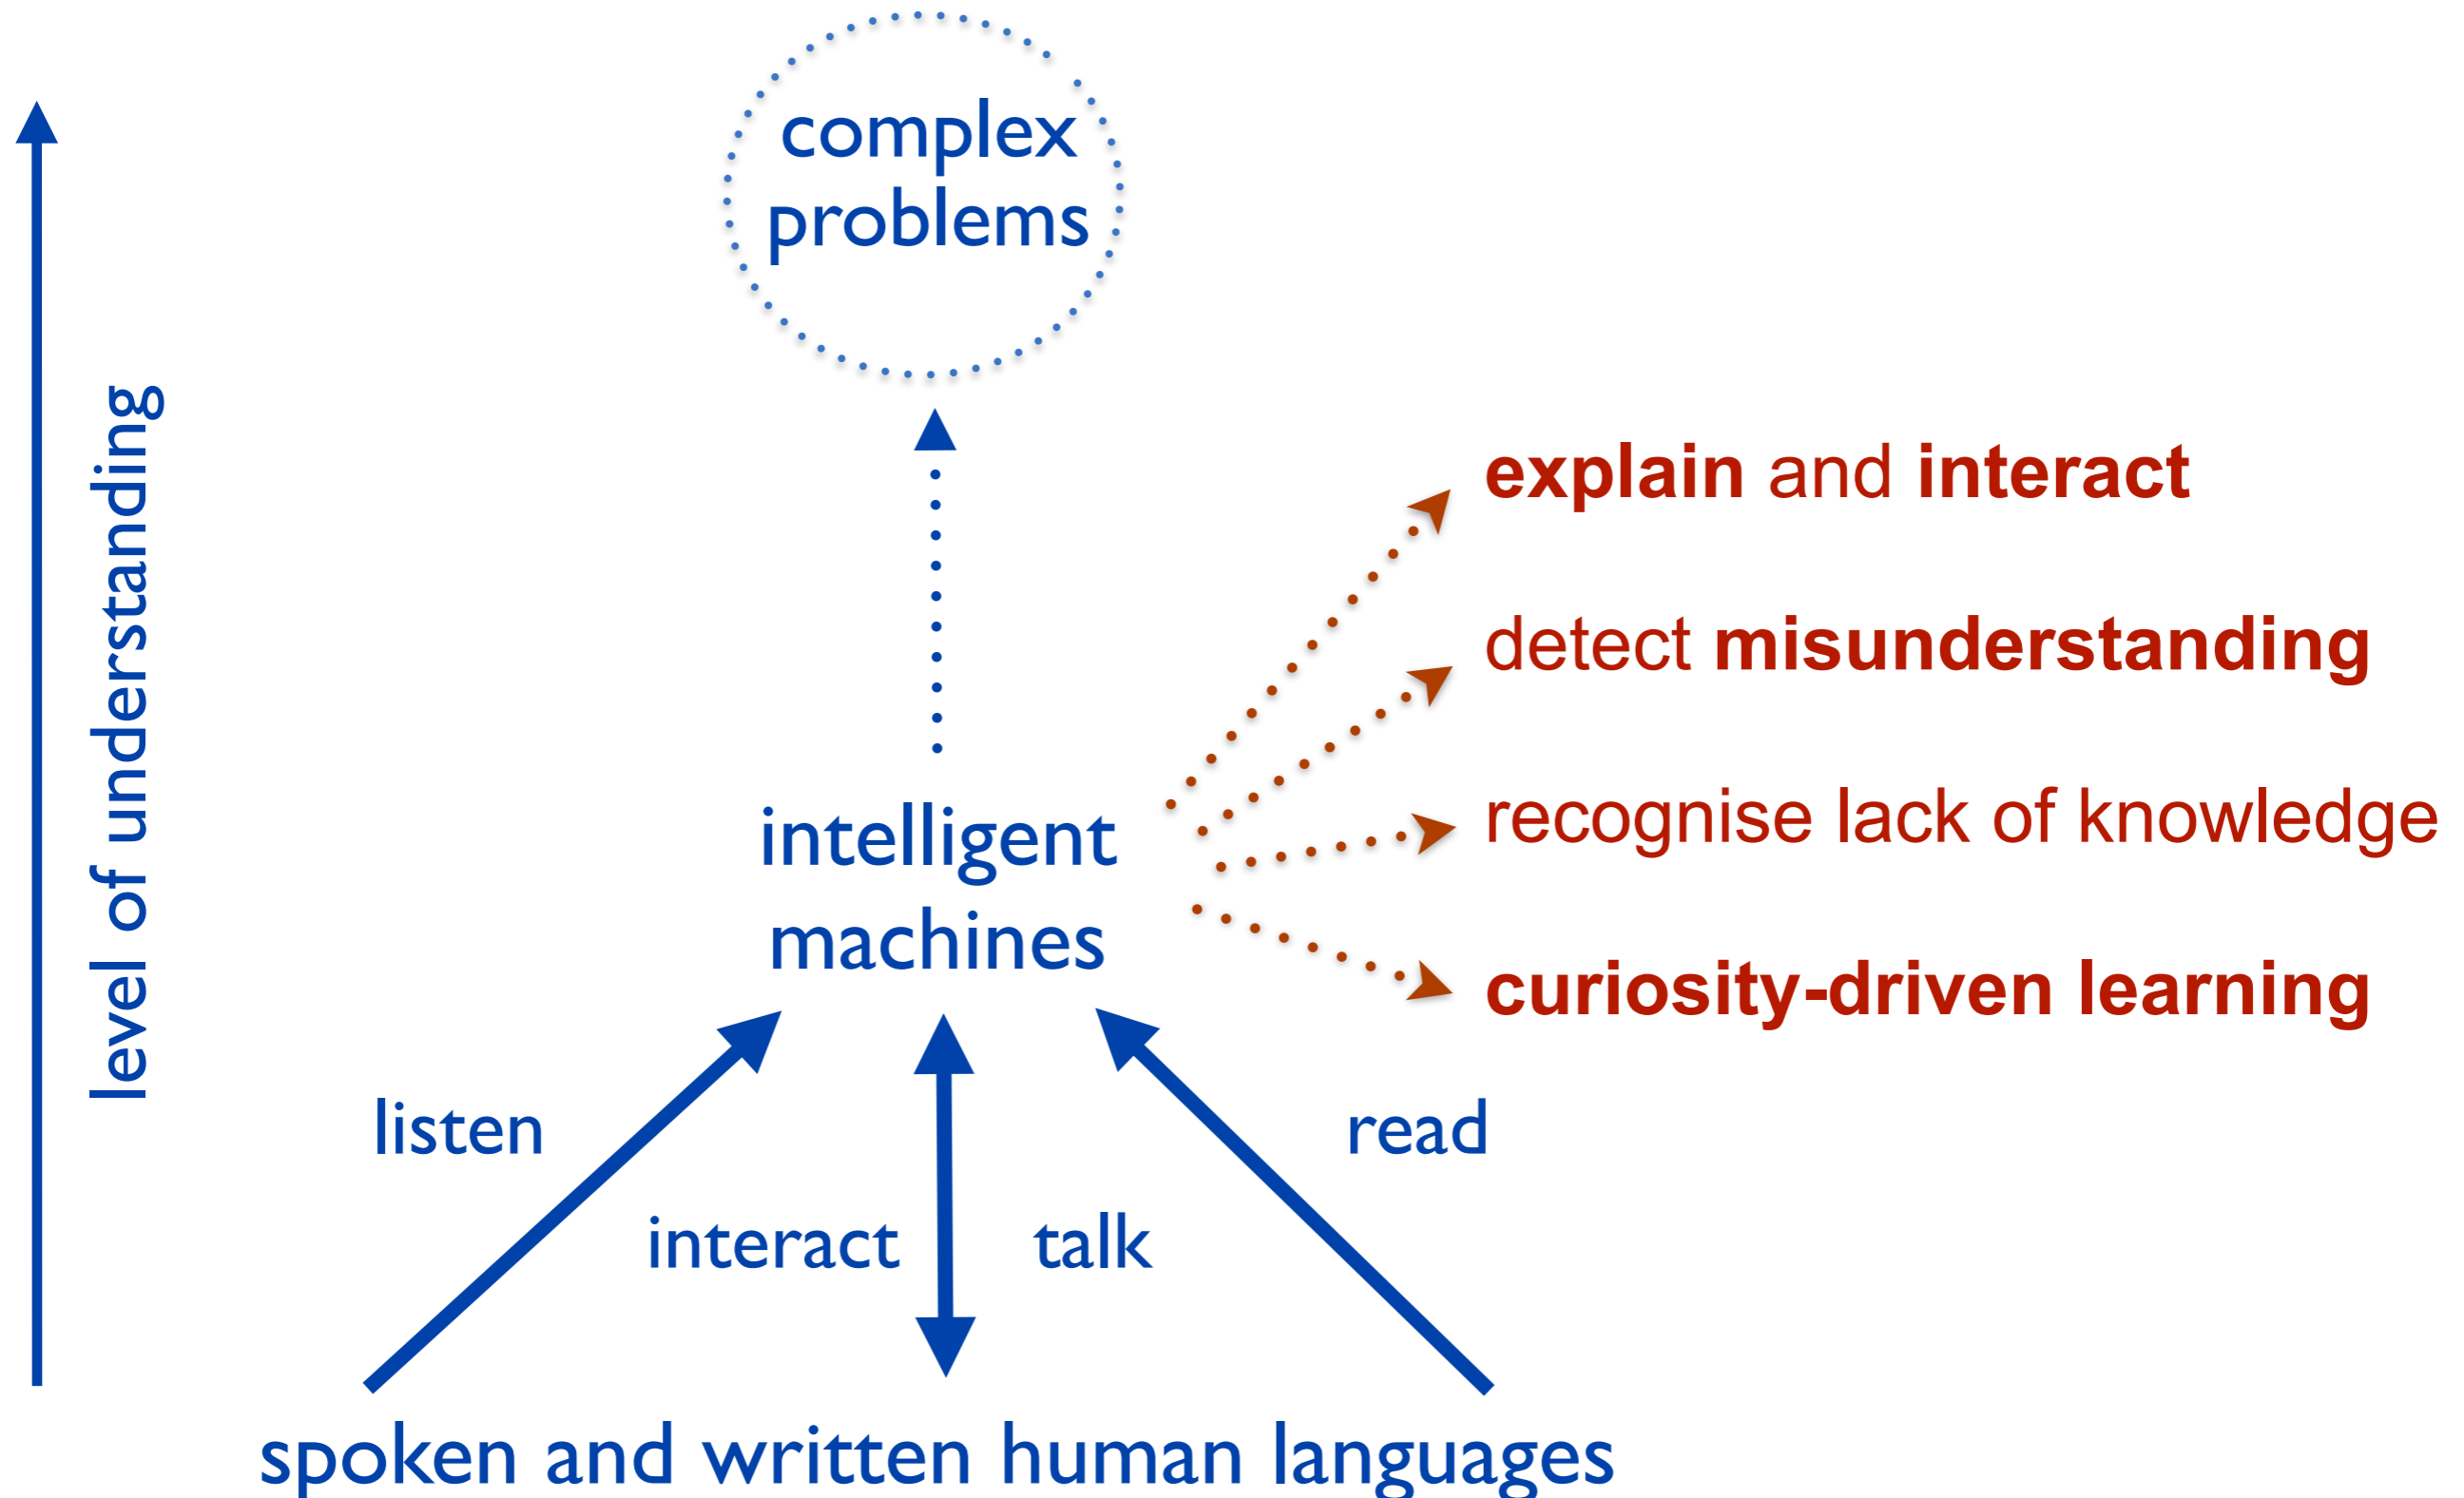 complex
problems
level of understanding
explain and interact
detect misunderstanding
recognise lack of knowledge
curiosity-driven learning
intelligent
machines
listen
read
interact
talk
spoken and written human languages